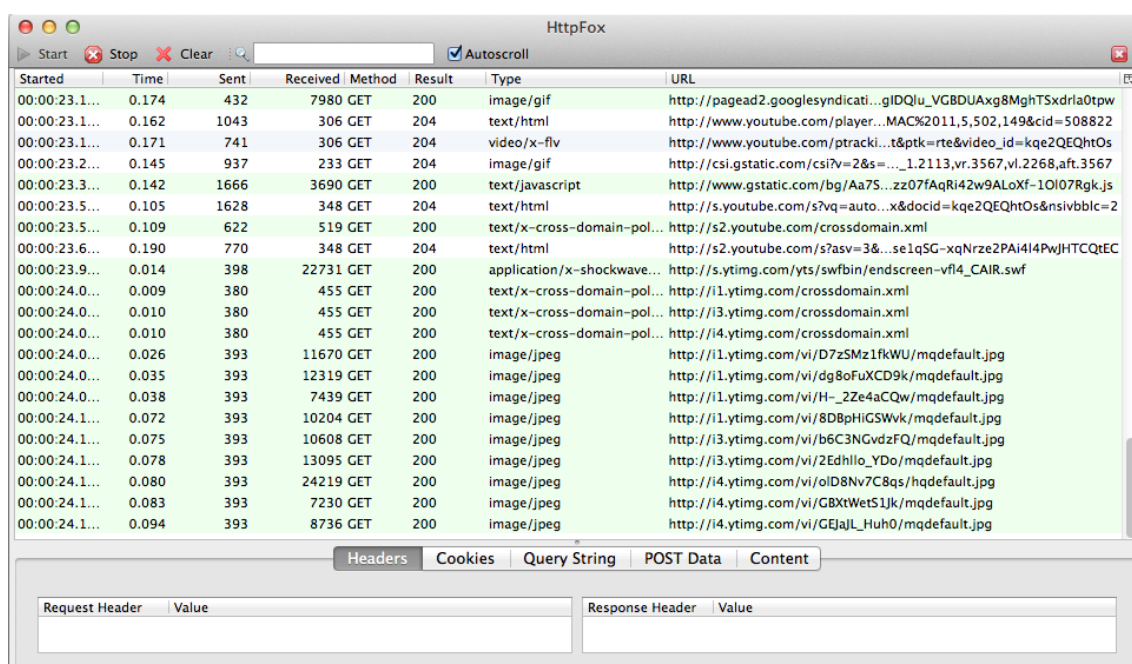 HttpFox
Start Stop Clear Autoscroll
Started Time Sent Received Method Result Type URL
00:00:23.1... 0.174 432 7980 GET 200 image/gif http://pagead2.googlesyndicati...gIDQlu_VGBDUAxg8MghTSxdrla0tpw
00:00:23.1... 0.162 1043 306 GET 204 text/html http://www.youtube.com/player...MAC%2011,5,502,149&cid=508822
00:00:23.1... 0.171 741 306 GET 204 video/x-flv http://www.youtube.com/ptracki...t&ptk=rte&video_id=kqe2QEQhtOs
00:00:23.2... 0.145 937 233 GET 204 image/gif http://csi.gstatic.com/csi?v=2&s=..._1.2113,vr.3567,vl.2268,aft.3567
00:00:23.3... 0.142 1666 3690 GET 200 text/javascript http://www.gstatic.com/bg/Aa7S...zz07fAqRi42w9ALoXf-1Ol07Rgk.js
00:00:23.5... 0.105 1628 348 GET 204 text/html http://s.youtube.com/s?vq=auto...x&docid=kqe2QEQhtOs&nsivbblc=2
00:00:23.5... 0.109 622 519 GET 200 text/x-cross-domain-pol... http://s2.youtube.com/crossdomain.xml
00:00:23.6... 0.190 770 348 GET 204 text/html http://s2.youtube.com/s?asv=3&...se1qSG-xqNrze2PAi4l4PwJHTCQtEC
00:00:23.9... 0.014 398 22731 GET 200 application/x-shockwave... http://s.ytimg.com/yts/swfbin/endscreen-vfl4_CAIR.swf
00:00:24.0... 0.009 380 455 GET 200 text/x-cross-domain-pol... http://i1.ytimg.com/crossdomain.xml
00:00:24.0... 0.010 380 455 GET 200 text/x-cross-domain-pol... http://i3.ytimg.com/crossdomain.xml
00:00:24.0... 0.010 380 455 GET 200 text/x-cross-domain-pol... http://i4.ytimg.com/crossdomain.xml
00:00:24.0... 0.026 393 11670 GET 200 image/jpeg http://i1.ytimg.com/vi/D7zSMz1fkWU/mqdefault.jpg
00:00:24.0... 0.035 393 12319 GET 200 image/jpeg http://i1.ytimg.com/vi/dg8oFuXCD9k/mqdefault.jpg
00:00:24.0... 0.038 393 7439 GET 200 image/jpeg http://i1.ytimg.com/vi/H-_2Ze4aCQw/mqdefault.jpg
00:00:24.1... 0.072 393 10204 GET 200 image/jpeg http://i1.ytimg.com/vi/8DBpHiGSWvk/mqdefault.jpg
00:00:24.1... 0.075 393 10608 GET 200 image/jpeg http://i3.ytimg.com/vi/b6C3NGvdzFQ/mqdefault.jpg
00:00:24.1... 0.078 393 13095 GET 200 image/jpeg http://i3.ytimg.com/vi/2Edhllo_YDo/mqdefault.jpg
00:00:24.1... 0.080 393 24219 GET 200 image/jpeg http://i4.ytimg.com/vi/olD8Nv7C8qs/hqdefault.jpg
00:00:24.1... 0.083 393 7230 GET 200 image/jpeg http://i4.ytimg.com/vi/GBXtWetS1Jk/mqdefault.jpg
00:00:24.1... 0.094 393 8736 GET 200 image/jpeg http://i4.ytimg.com/vi/GEJaJL_Huh0/mqdefault.jpg
Headers Cookies Query String POST Data Content
Request Header Value Response Header Value